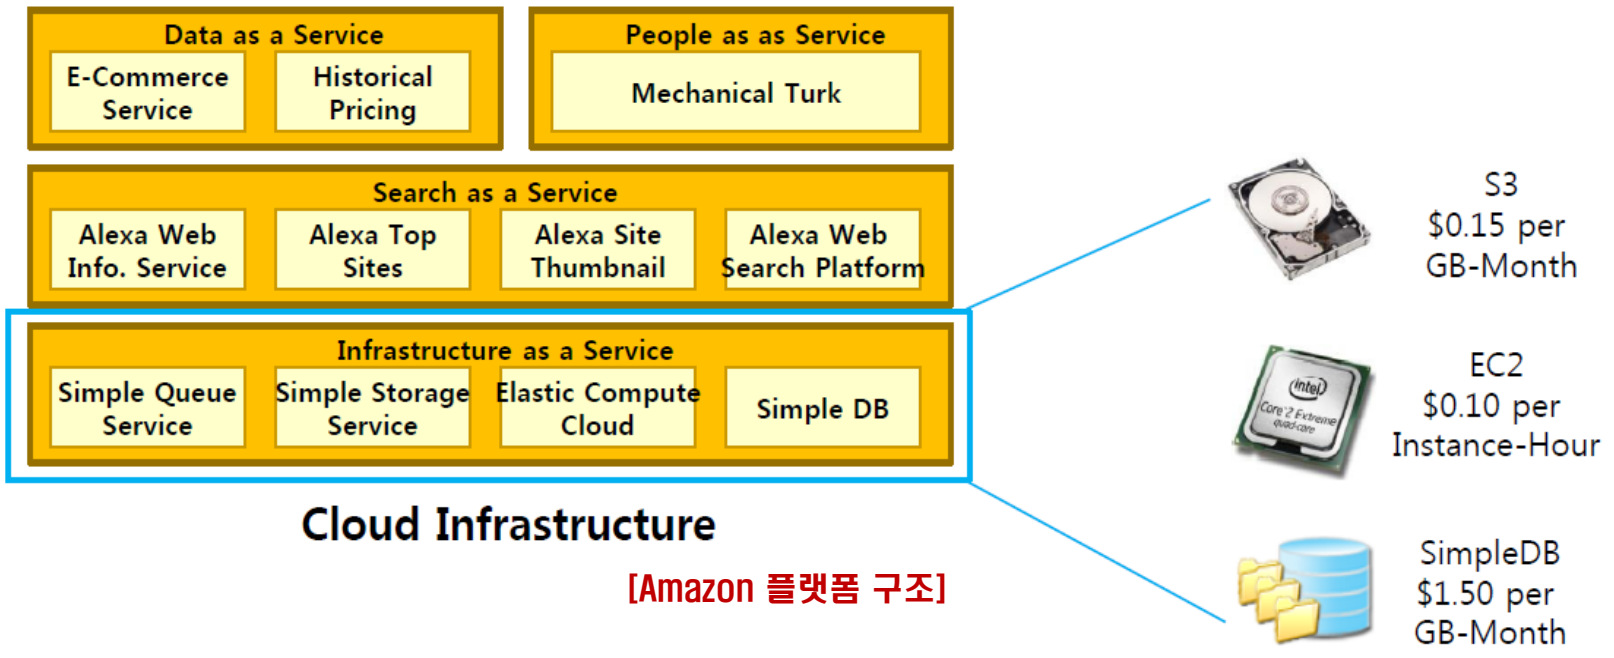 Data as a Service
E-Commerce
Service
Historical
Pricing
People as as Service
Mechanical Turk
Search as a Service
Alexa Web
Info. Service
Alexa Top
Sites
Alexa Site
Thumbnail
Alexa Web
Search Platform
Infrastructure as a Service
Simple Queue
Service
Simple Storage
Service
Elastic Compute
Cloud
Simple DB
Cloud Infrastructure
[Amazon 플랫폼 구조]
S3
$0.15 per
GB-Month
intel
Core 2 Extreme
quad-core
EC2
$0.10 per
Instance-Hour
SimpleDB
$1.50 per
GB-Month